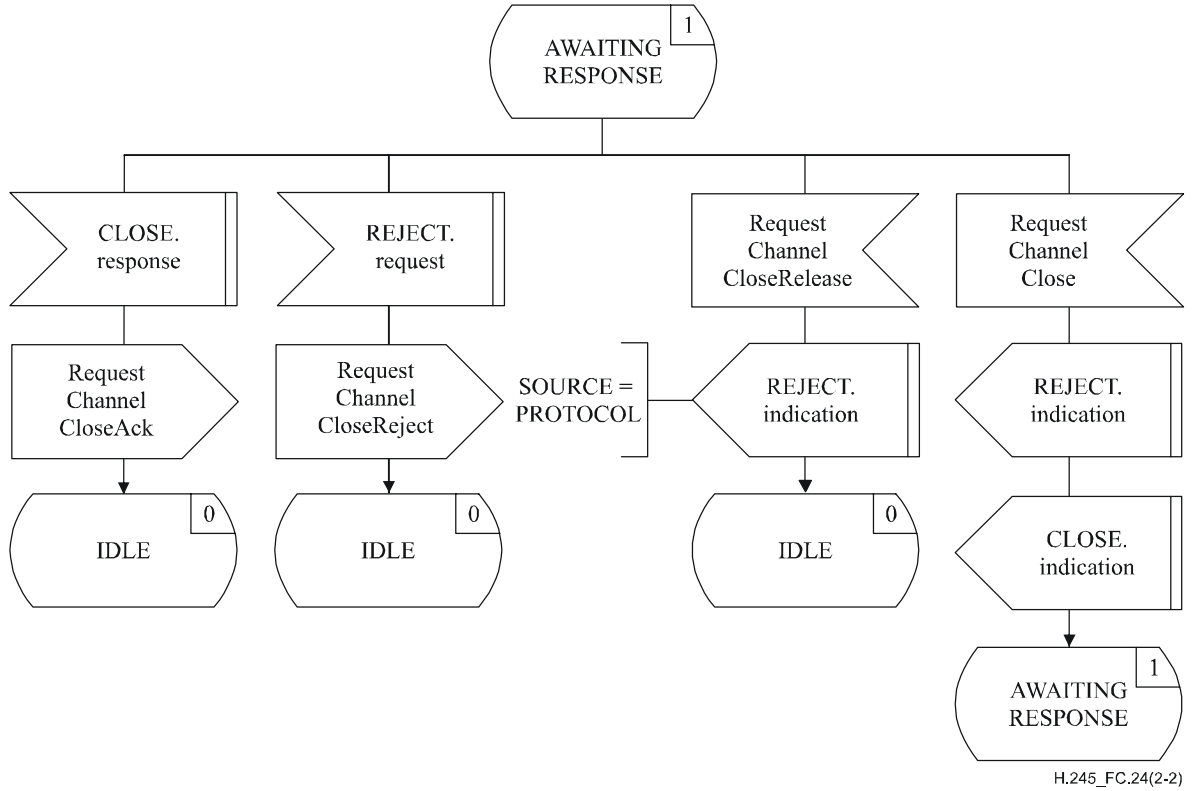 1
AWAITING
RESPONSE
CLOSE.
response
REJECT.
request
Request
Channel
CloseRelease
Request
Channel
Close
Request
Channel
CloseAck
Request
Channel
CloseReject
SOURCE =
PROTOCOL
REJECT.
indication
REJECT.
indication
0
IDLE
0
IDLE
0
IDLE
CLOSE.
indication
1
AWAITING
RESPONSE
H.245_FC.24(2-2)